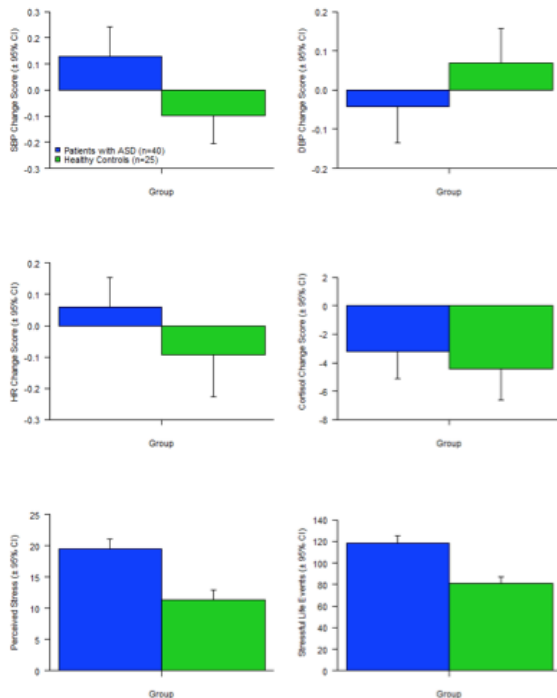 SBP Change Score (± 95% CI)
0.3
0.2
0.1
0.0
-0.1
-0.2
-0.3
Patients with ASD (n=40)
Healthy Controls (n=25)
Group
DBP Change Score (± 95% CI)
0.2
0.1
0.0
-0.1
-0.2
Group
HR Change Score (± 95% CI)
0.2
0.1
0.0
-0.1
-0.2
-0.3
Group
Cortisol Change Score (± 95% CI)
2
0
-2
-4
-6
-8
Group
Perceived Stress (± 95% CI)
25
20
15
10
5
0
Group
Stressful Life Events (± 95% CI)
140
120
100
80
60
40
20
0
Group